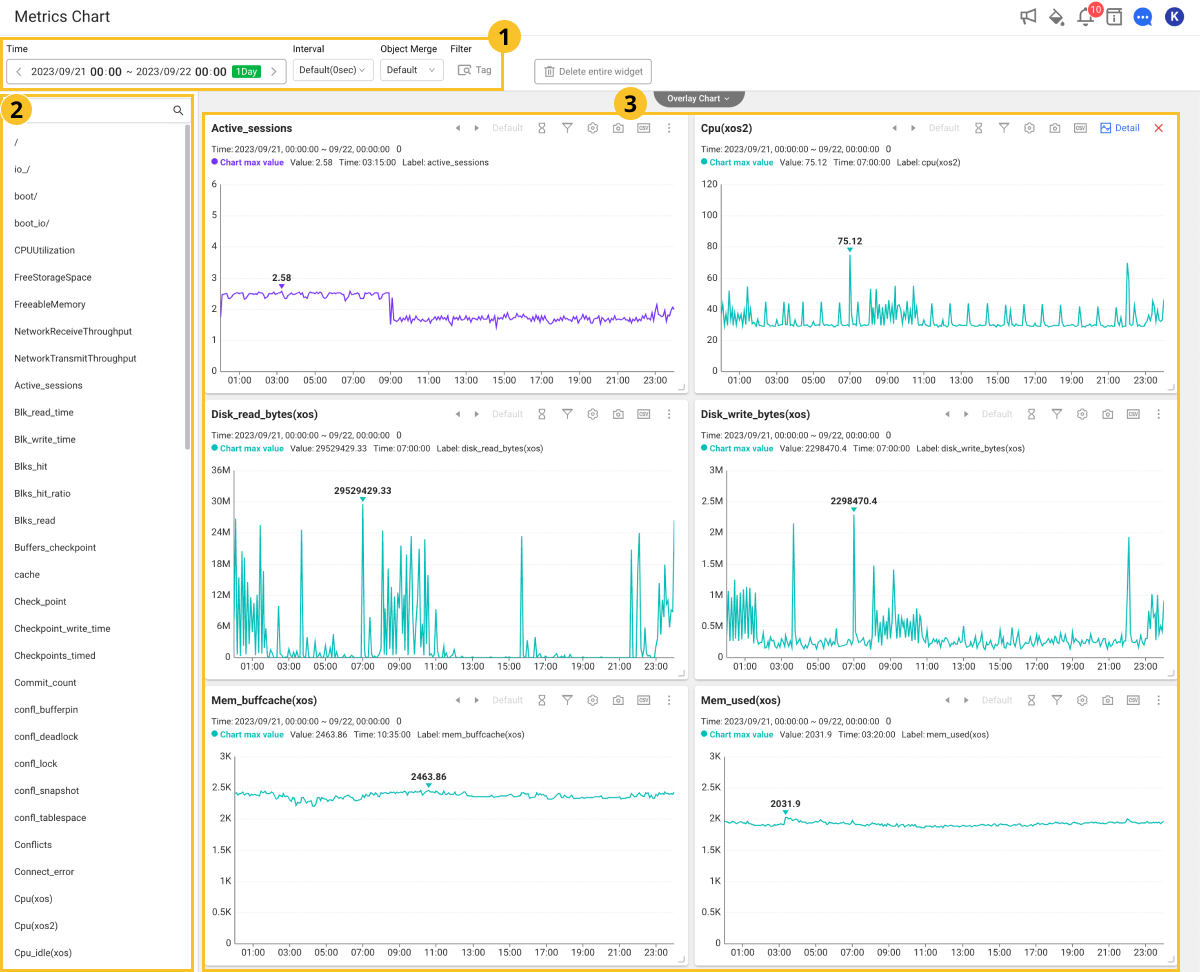 Metrics Chart
10
K
1
Time
Interval
Object Merge
Filter
2023/09/21 00:00 ~ 2023/09/22 00:00 1Day
Default(0sec)
Default
Tag
Delete entire widget
2
3
Overlay Chart
/
io_/
boot/
boot_io/
CPUUtilization
FreeStorageSpace
FreeableMemory
NetworkReceiveThroughput
NetworkTransmitThroughput
Active_sessions
Blk_read_time
Blk_write_time
Blks_hit
Blks_hit_ratio
Blks_read
Buffers_checkpoint
cache
Check_point
Checkpoint_write_time
Checkpoints_timed
Commit_count
confl_bufferpin
confl_deadlock
confl_lock
confl_snapshot
confl_tablespace
Conflicts
Connect_error
Cpu(xos)
Cpu(xos2)
Cpu_idle(xos)
Active_sessions
Default
CSV
Time: 2023/09/21, 00:00:00 ~ 09/22, 00:00:00 0
Chart max value Value: 2.58 Time: 03:15:00 Label: active_sessions
6
5
4
3
2
1
0
2.58
01:00 03:00 05:00 07:00 09:00 11:00 13:00 15:00 17:00 19:00 21:00 23:00
Cpu(xos2)
Default
CSV
Detail
Time: 2023/09/21, 00:00:00 ~ 09/22, 00:00:00 0
Chart max value Value: 75.12 Time: 07:00:00 Label: cpu(xos2)
120
100
80
60
40
20
0
75.12
01:00 03:00 05:00 07:00 09:00 11:00 13:00 15:00 17:00 19:00 21:00 23:00
Disk_read_bytes(xos)
Default
CSV
Time: 2023/09/21, 00:00:00 ~ 09/22, 00:00:00 0
Chart max value Value: 29529429.33 Time: 07:00:00 Label: disk_read_bytes(xos)
36M
30M
24M
18M
12M
6M
0
29529429.33
01:00 03:00 05:00 07:00 09:00 11:00 13:00 15:00 17:00 19:00 21:00 23:00
Disk_write_bytes(xos)
Default
CSV
Time: 2023/09/21, 00:00:00 ~ 09/22, 00:00:00 0
Chart max value Value: 2298470.4 Time: 07:00:00 Label: disk_write_bytes(xos)
3M
2.5M
2M
1.5M
1M
0.5M
0
2298470.4
01:00 03:00 05:00 07:00 09:00 11:00 13:00 15:00 17:00 19:00 21:00 23:00
Mem_buffcache(xos)
Default
CSV
Time: 2023/09/21, 00:00:00 ~ 09/22, 00:00:00 0
Chart max value Value: 2463.86 Time: 10:35:00 Label: mem_buffcache(xos)
3K
2.5K
2K
1.5K
1K
0.5K
0
2463.86
01:00 03:00 05:00 07:00 09:00 11:00 13:00 15:00 17:00 19:00 21:00 23:00
Mem_used(xos)
Default
CSV
Time: 2023/09/21, 00:00:00 ~ 09/22, 00:00:00 0
Chart max value Value: 2031.9 Time: 03:20:00 Label: mem_used(xos)
3K
2.5K
2K
1.5K
1K
0.5K
0
2031.9
01:00 03:00 05:00 07:00 09:00 11:00 13:00 15:00 17:00 19:00 21:00 23:00